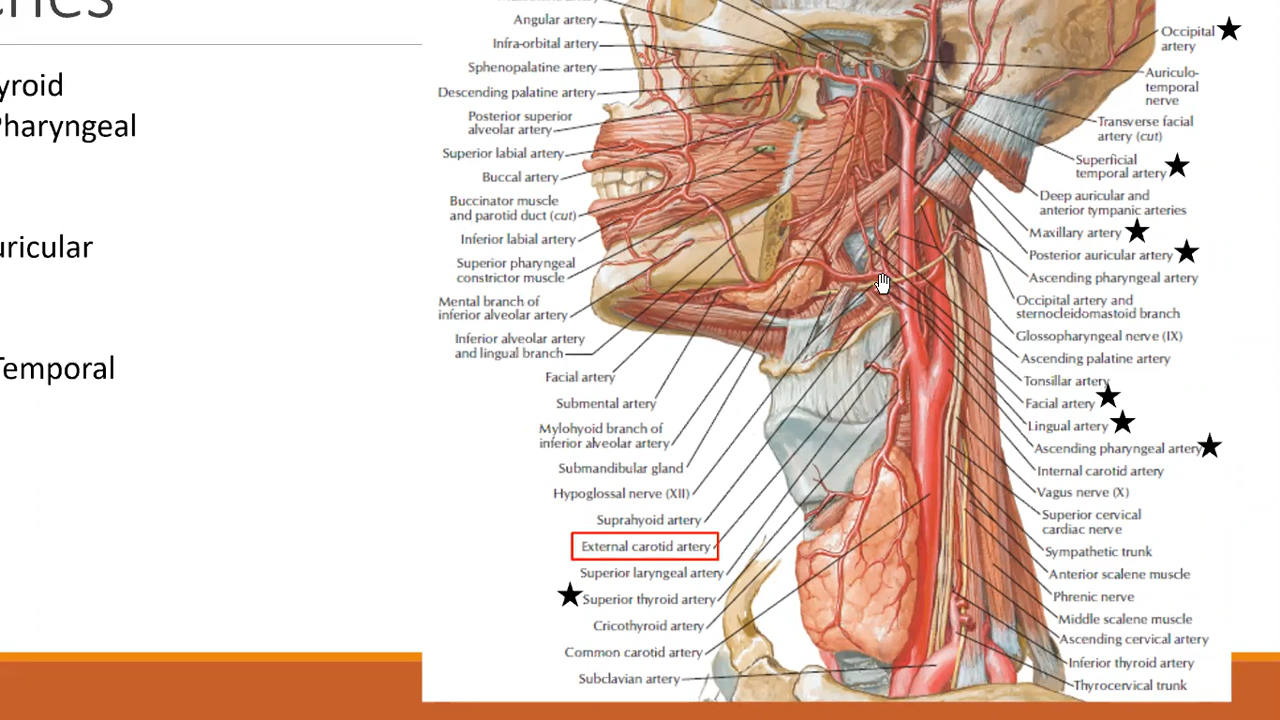 yroid
Pharyngeal
uricular
Temporal
Angular artery
Infra-orbital artery
Sphenopalatine artery
Descending palatine artery
Posterior superior
alveolar artery
Superior labial artery
Buccal artery
Buccinator muscle
and parotid duct (cut)
Inferior labial artery
Superior pharyngeal
constrictor muscle
Mental branch of
inferior alveolar artery
Inferior alveolar artery
and lingual branch
Facial artery
Submental artery
Mylohyoid branch of
inferior alveolar artery
Submandibular gland
Hypoglossal nerve (XII)
Suprahyoid artery
External carotid artery
Superior laryngeal artery
Superior thyroid artery
Cricothyroid artery
Common carotid artery
Subclavian artery
Occipital
artery
Auriculo-
temporal
nerve
Transverse facial
artery (cut)
Superficial
temporal artery
Deep auricular and
anterior tympanic arteries
Maxillary artery
Posterior auricular artery
Ascending pharyngeal artery
Occipital artery and
sternocleidomastoid branch
Glossopharyngeal nerve (IX)
Ascending palatine artery
Tonsillar artery
Facial artery
Lingual artery
Ascending pharyngeal artery
Internal carotid artery
Vagus nerve (X)
Superior cervical
cardiac nerve
Sympathetic trunk
Anterior scalene muscle
Phrenic nerve
Middle scalene muscle
Ascending cervical artery
Inferior thyroid artery
Thyrocervical trunk